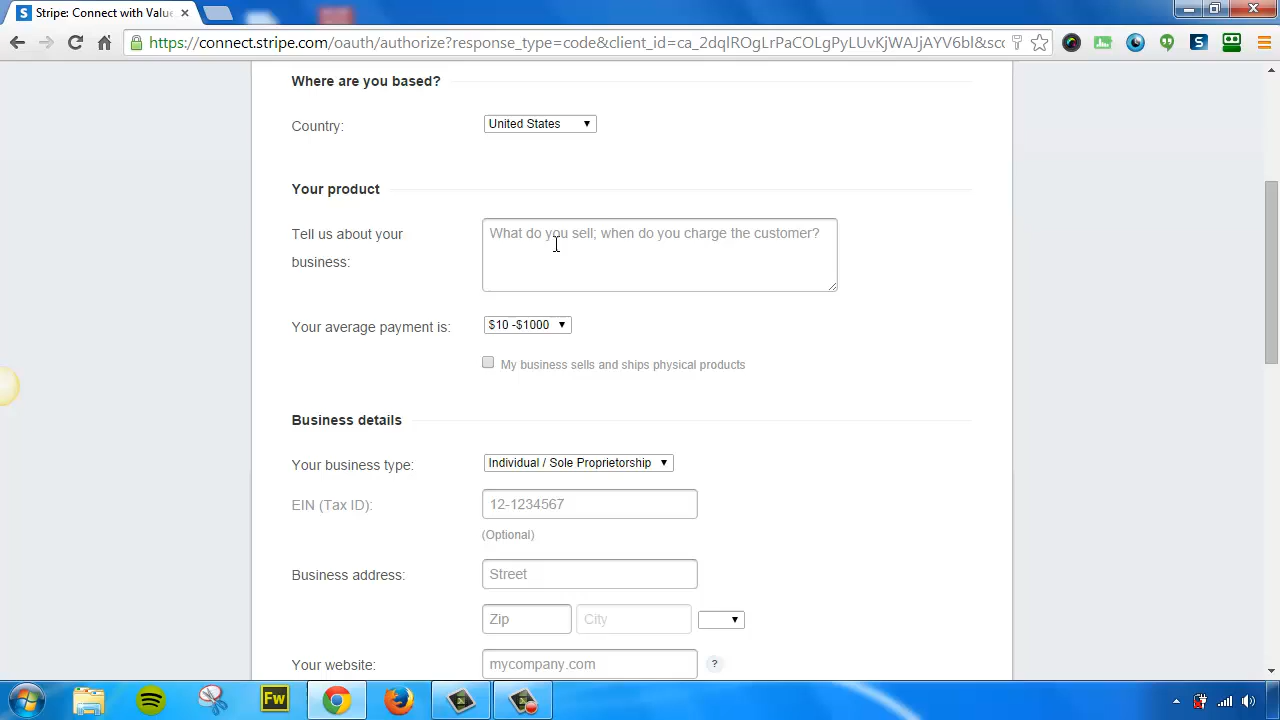 Stripe: Connect with Value
https://connect.stripe.com/oauth/authorize?response_type=code&client_id=ca_2dqlROgLrPaCOLgPyLUvKjWAJjAYV6bl&sc
Where are you based?
Country:
United States
Your product
Tell us about your business:
What do you sell; when do you charge the customer?
Your average payment is:
$10 -$1000
My business sells and ships physical products
Business details
Your business type:
Individual / Sole Proprietorship
EIN (Tax ID):
12-1234567
(Optional)
Business address:
Street
Zip
City
Your website:
mycompany.com
?
Fw